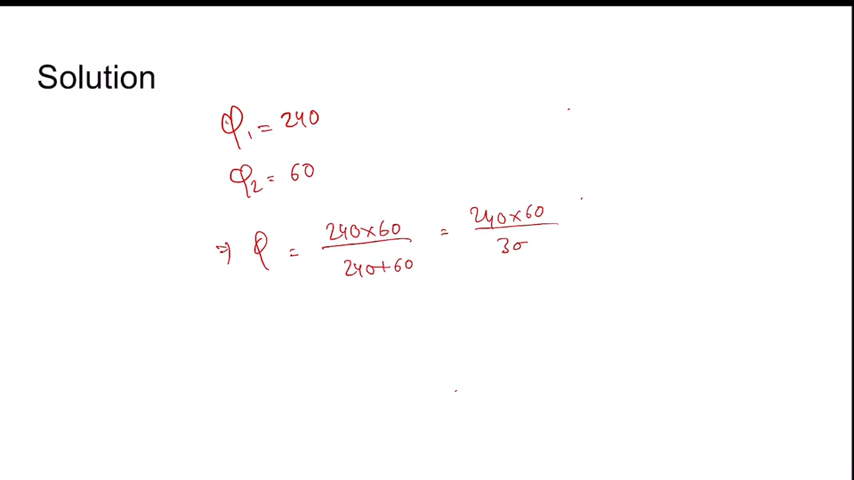 Solution
φ₁ = 240
φ₂ = 60
⇒ φ = 240×60 / 240+60 = 240×60 / 30